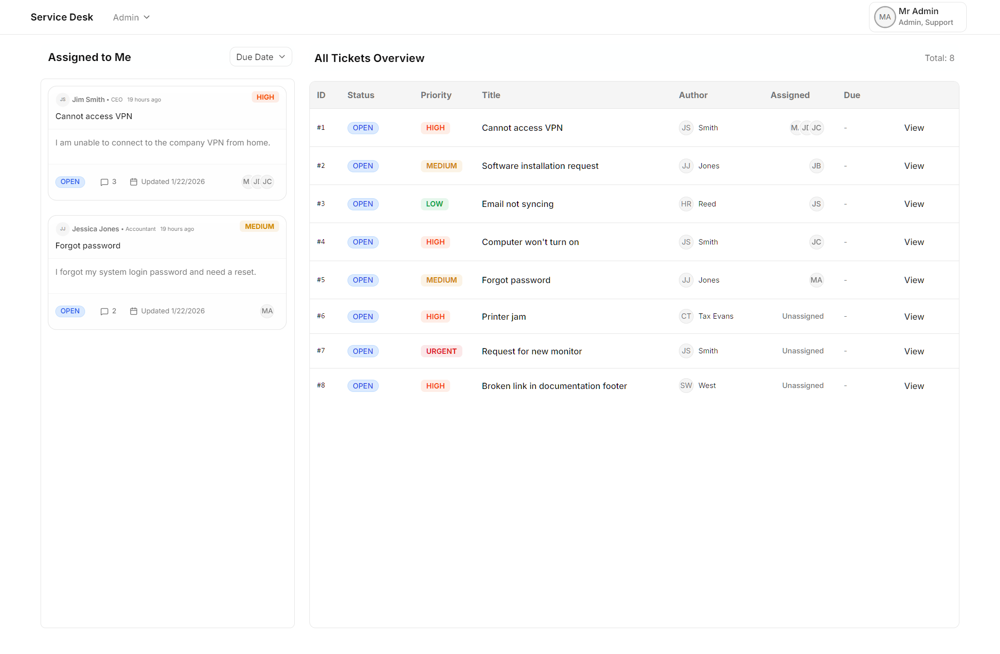 Service Desk
Admin
MA
Mr Admin
Admin, Support
Assigned to Me
Due Date
JS Jim Smith • CEO 19 hours ago
HIGH
Cannot access VPN
I am unable to connect to the company VPN from home.
OPEN 3 Updated 1/22/2026 JC
JJ Jessica Jones • Accountant 19 hours ago
MEDIUM
Forgot password
I forgot my system login password and need a reset.
OPEN 2 Updated 1/22/2026 MA
All Tickets Overview
Total: 8
ID Status Priority Title Author Assigned Due
#1 OPEN HIGH Cannot access VPN JS Smith JC - View
#2 OPEN MEDIUM Software installation request JJ Jones JB - View
#3 OPEN LOW Email not syncing HR Reed JS - View
#4 OPEN HIGH Computer won't turn on JS Smith JC - View
#5 OPEN MEDIUM Forgot password JJ Jones MA - View
#6 OPEN HIGH Printer jam CT Tax Evans Unassigned - View
#7 OPEN URGENT Request for new monitor JS Smith Unassigned - View
#8 OPEN HIGH Broken link in documentation footer SW West Unassigned - View